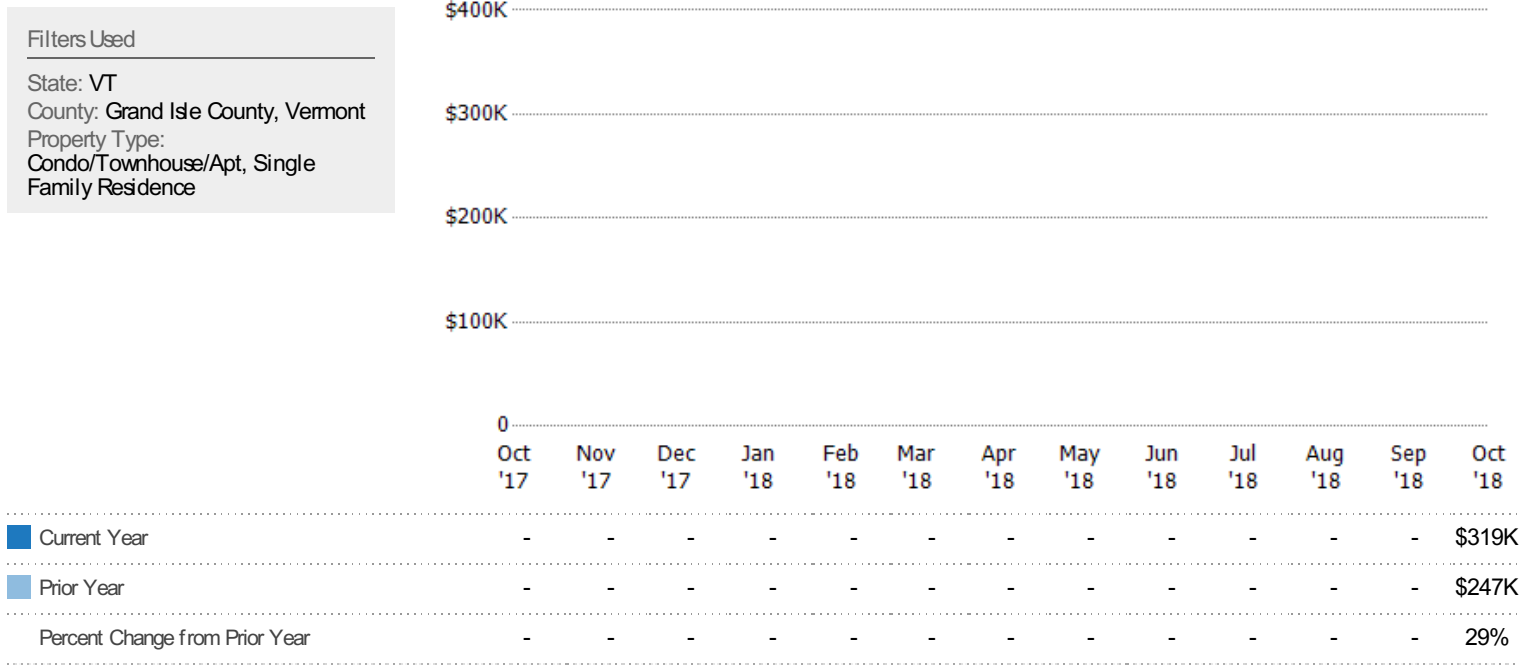 Filters Used
State: VT
County: Grand Isle County, Vermont
Property Type:
Condo/Townhouse/Apt, Single
Family Residence
$400K
$300K
$200K
$100K
0
Oct Nov Dec Jan Feb Mar Apr May Jun Jul Aug Sep Oct
'17 '17 '17 '18 '18 '18 '18 '18 '18 '18 '18 '18 '18
Current Year - - - - - - - - - - - - $319K
Prior Year - - - - - - - - - - - - $247K
Percent Change from Prior Year - - - - - - - - - - - - 29%